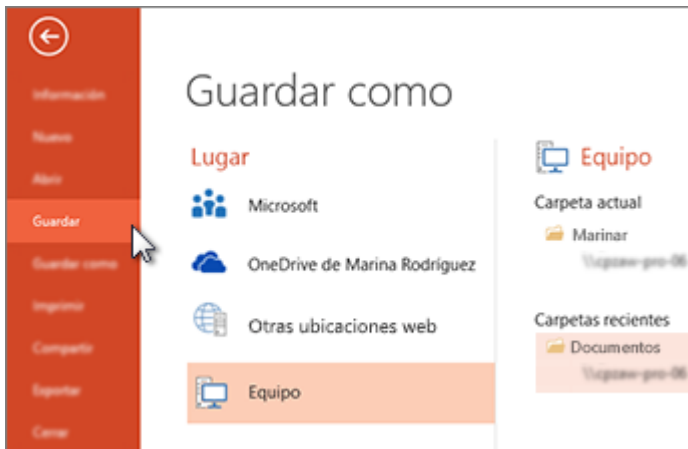 Información
Nuevo
Abrir
Guardar
Guardar como
Imprimir
Compartir
Exportar
Cerrar
Guardar como
Lugar
Microsoft
OneDrive de Marina Rodríguez
Otras ubicaciones web
Equipo
Equipo
Carpeta actual
Marinar
Carpetas recientes
Documentos